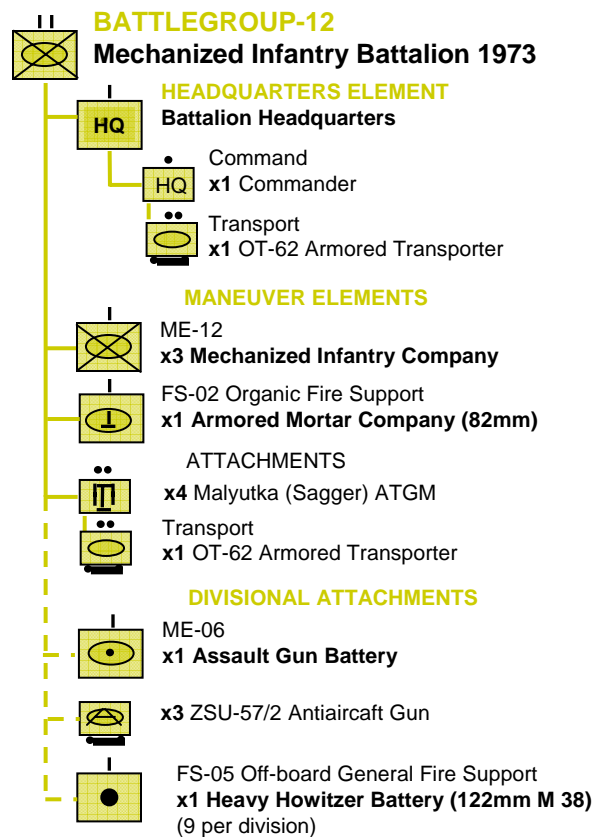 BATTLEGROUP-12
Mechanized Infantry Battalion 1973
HEADQUARTERS ELEMENT
HQ
Battalion Headquarters
Command
HQ
x1 Commander
Transport
x1 OT-62 Armored Transporter
MANEUVER ELEMENTS
ME-12
x3 Mechanized Infantry Company
FS-02 Organic Fire Support
x1 Armored Mortar Company (82mm)
ATTACHMENTS
x4 Malyutka (Sagger) ATGM
Transport
x1 OT-62 Armored Transporter
DIVISIONAL ATTACHMENTS
ME-06
x1 Assault Gun Battery
x3 ZSU-57/2 Antiaircaft Gun
FS-05 Off-board General Fire Support
x1 Heavy Howitzer Battery (122mm M 38)
(9 per division)